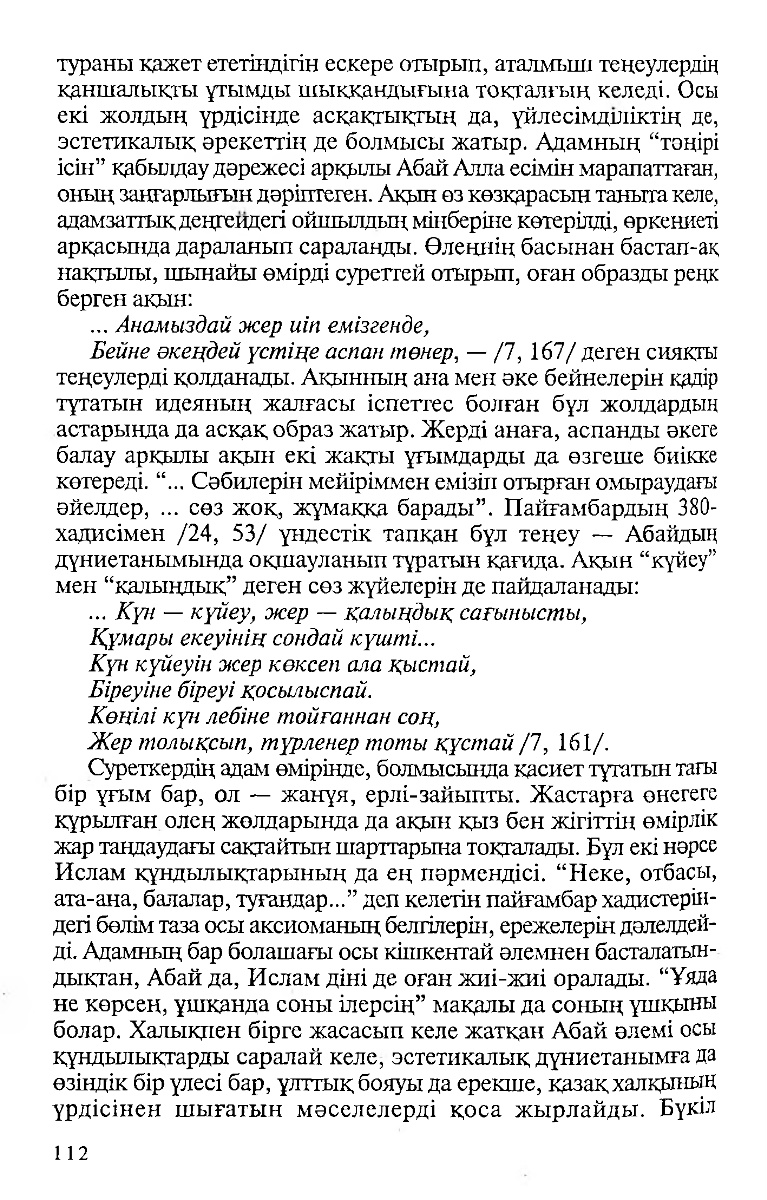 тураны қажет ететіндігін ескере отырып, аталмыш теңеулердің
қаншалықты ұтымды шыққандығына тоқталғың келеді. Осы
екі жолдың үрдісінде асқақтықтың да, үйлесімділіктің де,
эстетикалық әрекеттің де болмысы жатыр. Адамның “тәңірі
ісін” қабылдау дәрежесі арқылы Абай Алла есімін марапаттаған,
оның заңғарлығын дәріптеген. Ақын өз көзқарасын таныта келе,
адамзаттық деңгейдегі ойшылдың мінберіне көтерілді, өркениеті
арқасында дараланып сараланды. Өлеңнің басынан бастап-ақ
нақтылы, шынайы өмірді суреттей отырып, оған образды реңк
берген ақын:
... Анамыздай жер иіп емізгенде,
Бейне әкеңдей үстіңе аспан төнер, — /7, 167/ деген сияқты
теңеулерді қолданады. Ақынның ана мен әке бейнелерін қадір
тұтатын идеяның жалғасы іспеттес болған бұл жолдардың
астарында да асқақ образ жатыр. Жерді анаға, аспанды әкеге
балау арқылы ақын екі жақты ұғымдарды да өзгеше биікке
көтереді. “... Сәбилерін мейіріммен емізіп отырған омыраудағы
әйелдер, ... сөз жоқ, жұмаққа барады”. Пайғамбардың 380-
хадисімен /24, 53/ үндестік тапқан бұл теңеу — Абайдың
дүниетанымында оқшауланып тұратын қағида. Ақын “күйеу”
мен “қалыңдық” деген сөз жүйелерін де пайдаланады:
... Күн — күйеу, жер — қалыңдық сағынысты,
Құмары екеуінің сондай күшті...
Күн күйеуін жер көксеп ала қыстай,
Біреуіне біреуі қосылыспай.
Көңілі күн лебіне тойғаннан соң,
Жер толықсып, түрленер тоты құстай /7, 161/.
Суреткердің адам өмірінде, болмысында қасиет тұтатын тағы
бір ұғым бар, ол — жанұя, ерлі-зайыпты. Жастарға өнегеге
құрылған олең жолдарында да ақын қыз бен жігіттің өмірлік
жар таңдаудағы сақтайтын шарттарына тоқталады. Бұл екі нәрсе
Ислам құндылықтарының да ең пәрмендісі. “Неке, отбасы,
ата-ана, балалар, туғандар...” деп келетін пайғамбар хадистерін-
дегі бөлім таза осы аксиоманың белгілерін, ережелерін дәлелдей-
ді. Адамның бар болашағы осы кішкентай әлемнен басталатын-
дықтан, Абай да, Ислам діні де оған жиі-жиі оралады. “Ұяда
не көрсең, ұшқанда соны ілерсің” мақалы да соның ұшқыны
болар. Халықпен бірге жасасып келе жатқан Абай әлемі осы
құндылықтарды саралай келе, эстетикалық дүниетанымға да
өзіндік бір үлесі бар, ұлттық бояуы да ерекше, қазақ халқының
үрдісінен шығатын мәселелерді қоса жырлайды. Бүкіл
112